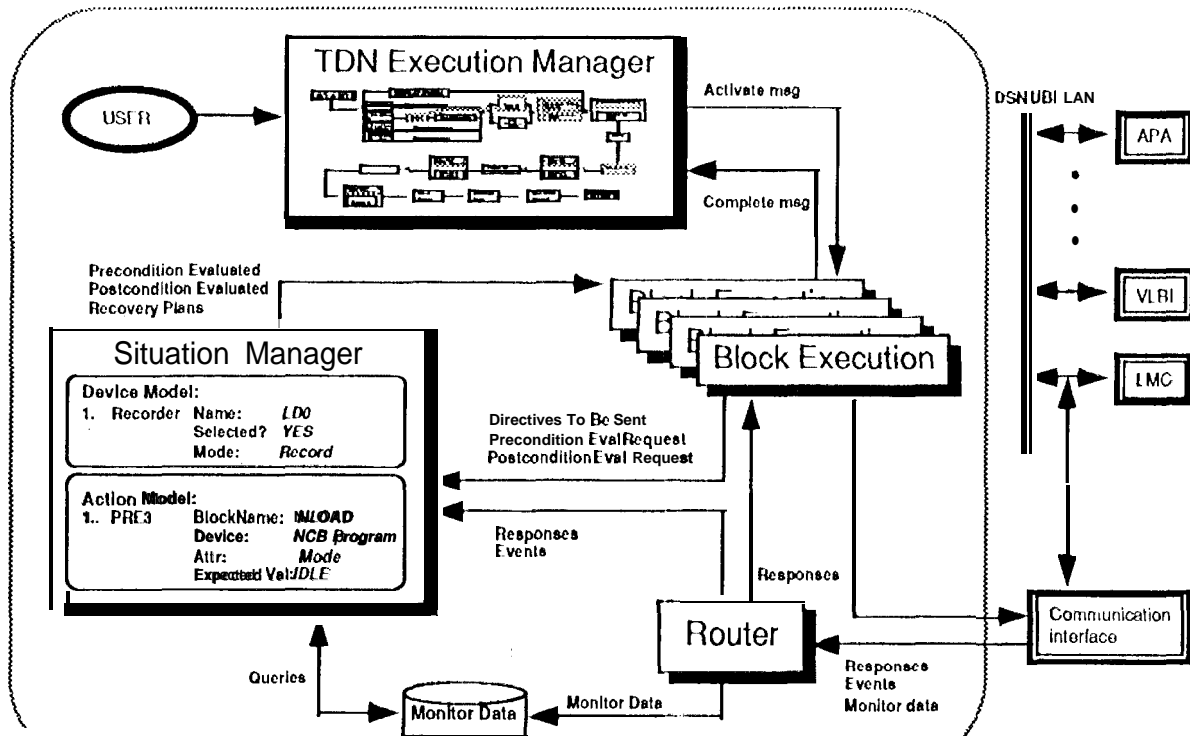 TDN Execution Manager
USER
Activate msg
Complete msg
DSN UBI LAN
APA
VLBI
LMC
Precondition Evaluated
Postcondition Evaluated
Recovery Plans
Block Execution
Situation Manager
Device Model:
1. Recorder Name: LD0
Selected? YES
Mode: Record
Action Model:
1.. PRE3 BlockName: INLOAD
Device: NCB Program
Attr: Mode
Expected Val: IDLE
Directives To Be Sent
Precondition EvalRequest
Postcondition Eval Request
Responses
Events
Responses
Router
Communication
interface
Responses
Events
Monitor data
Queries
Monitor Data
Monitor Data